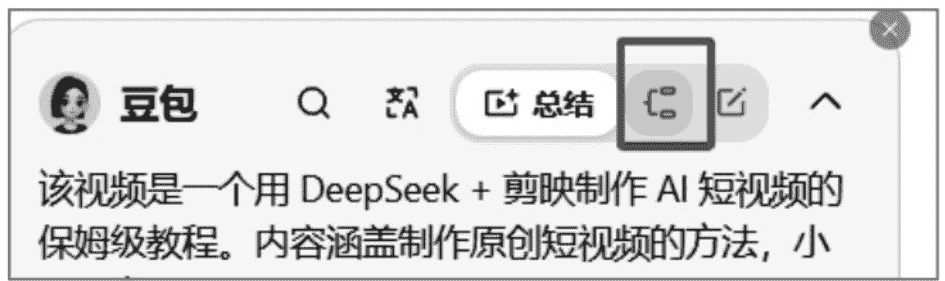 豆包 总结
该视频是一个用 DeepSeek + 剪映制作 AI 短视频的
保姆级教程。内容涵盖制作原创短视频的方法，小